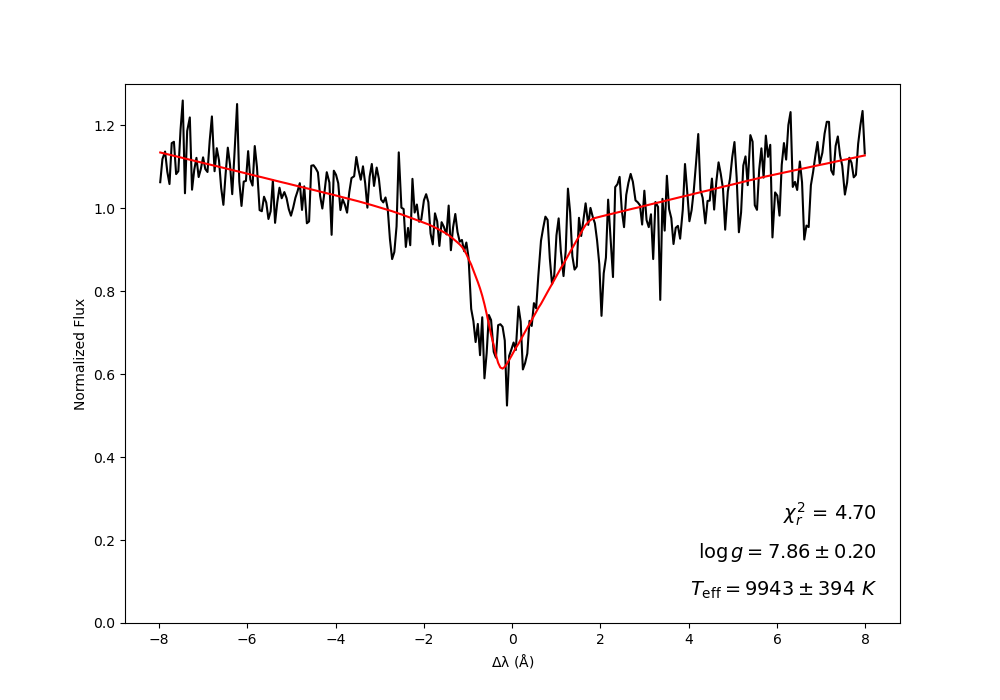 1.2
1.0
0.8
0.6
0.4
0.2
0.0
Normalized Flux
χ²ᵣ = 4.70
log g = 7.86 ± 0.20
T_eff = 9943 ± 394 K
−8 −6 −4 −2 0 2 4 6 8
Δλ (Å)